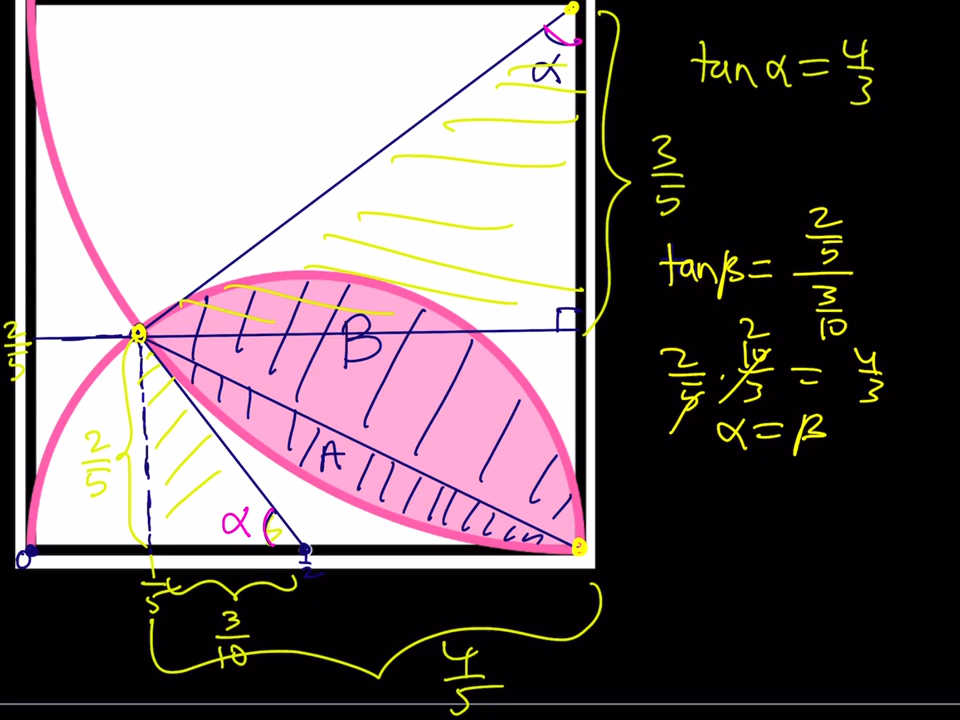 α
tan α = 4/3
3/5
tan β = (2/5)/(3/10)
2/5 · 10/3 = 4/3
2
α = β
2/5
B
A
2/5
α
0
1/2
1/5
3/10
4/5